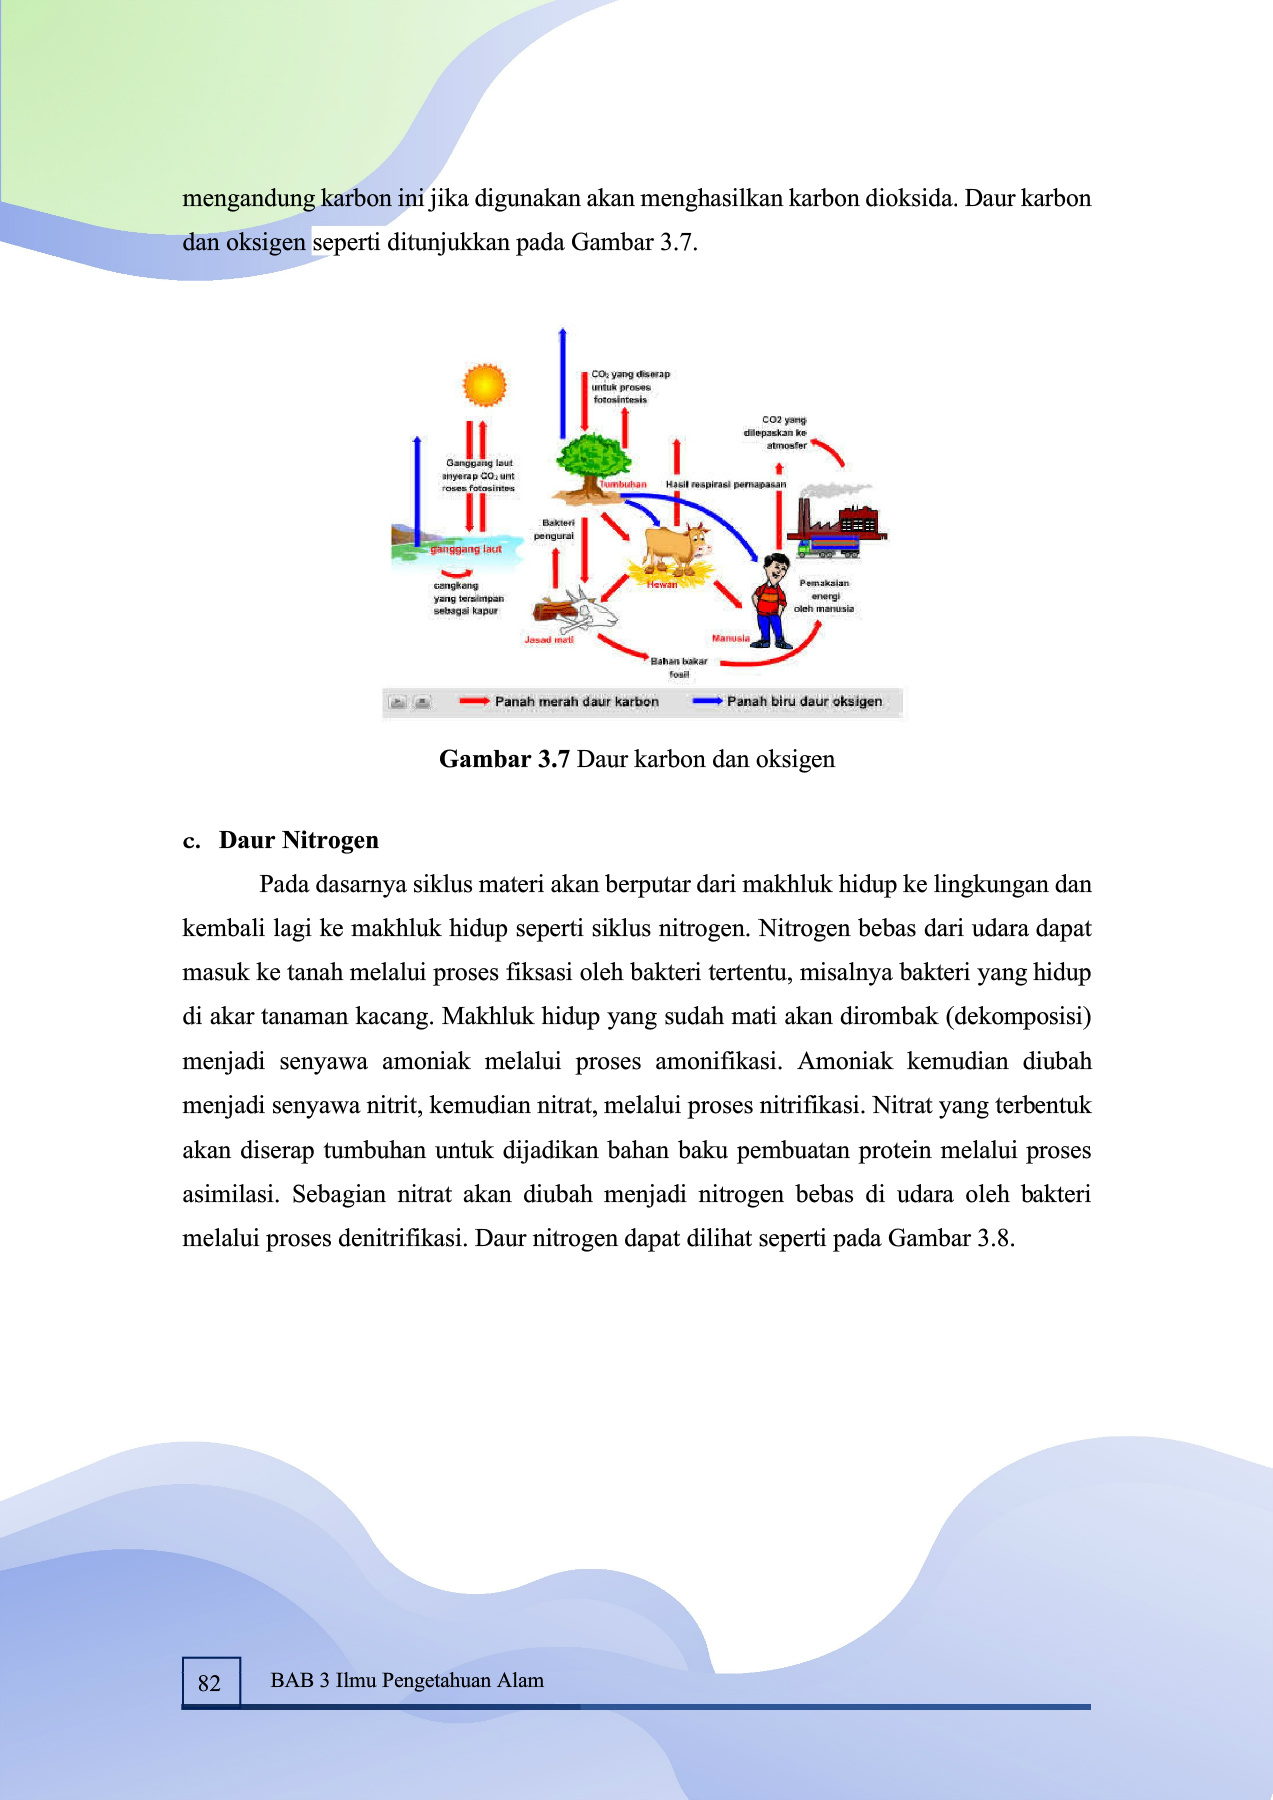 mengandung karbon ini jika digunakan akan menghasilkan karbon dioksida. Daur karbon
dan oksigen seperti ditunjukkan pada Gambar 3.7.
CO₂ yang diserap
untuk proses
fotosintesis
CO2 yang
dilepaskan ke
atmosfer
Ganggang laut
enyerap CO₂ unt
roses fotosintes
Tumbuhan
Hasil respirasi pernapasan
Bakteri
pengurai
ganggang laut
cangkang
yang tersimpan
sebagai kapur
Hewan
Pemakaian
energi
oleh manusia
Jasad mati
Manusia
Bahan bakar
fosil
Panah merah daur karbon
Panah biru daur oksigen
Gambar 3.7 Daur karbon dan oksigen
c. Daur Nitrogen
Pada dasarnya siklus materi akan berputar dari makhluk hidup ke lingkungan dan
kembali lagi ke makhluk hidup seperti siklus nitrogen. Nitrogen bebas dari udara dapat
masuk ke tanah melalui proses fiksasi oleh bakteri tertentu, misalnya bakteri yang hidup
di akar tanaman kacang. Makhluk hidup yang sudah mati akan dirombak (dekomposisi)
menjadi senyawa amoniak melalui proses amonifikasi. Amoniak kemudian diubah
menjadi senyawa nitrit, kemudian nitrat, melalui proses nitrifikasi. Nitrat yang terbentuk
akan diserap tumbuhan untuk dijadikan bahan baku pembuatan protein melalui proses
asimilasi. Sebagian nitrat akan diubah menjadi nitrogen bebas di udara oleh bakteri
melalui proses denitrifikasi. Daur nitrogen dapat dilihat seperti pada Gambar 3.8.
82
BAB 3 Ilmu Pengetahuan Alam